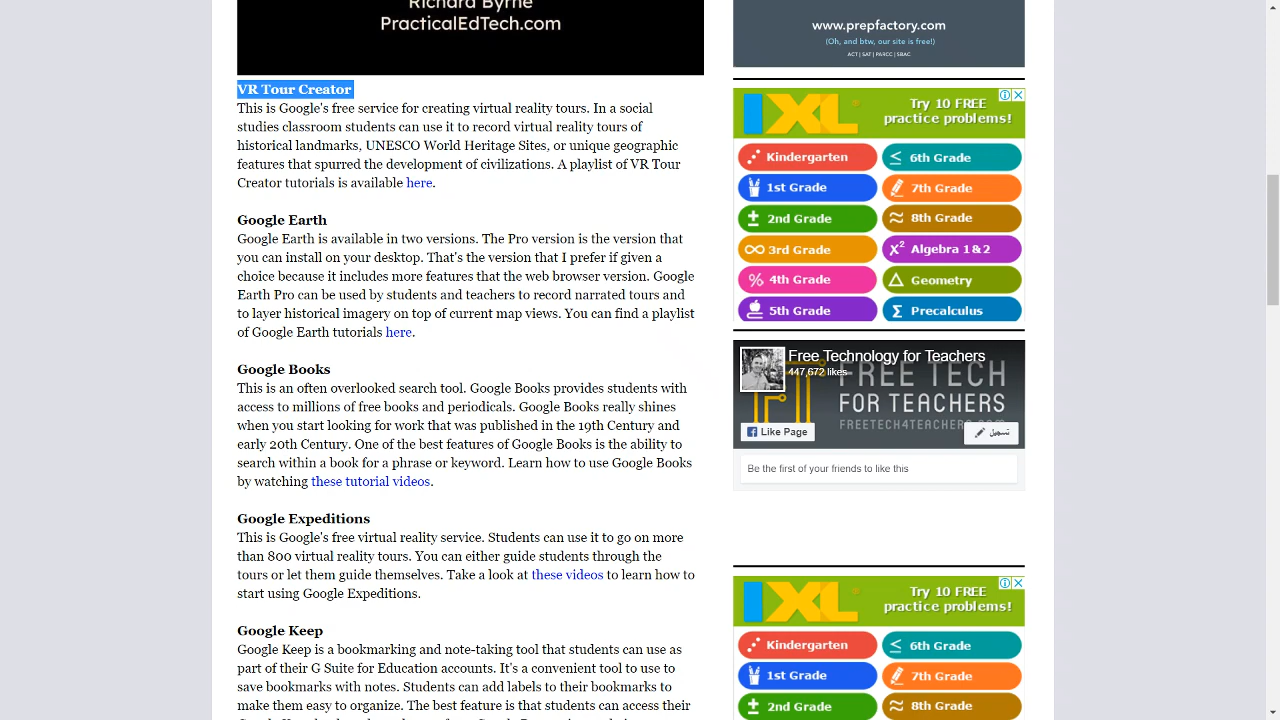 Richard Byrne
PracticalEdTech.com
VR Tour Creator
This is Google's free service for creating virtual reality tours. In a social
studies classroom students can use it to record virtual reality tours of
historical landmarks, UNESCO World Heritage Sites, or unique geographic
features that spurred the development of civilizations. A playlist of VR Tour
Creator tutorials is available here.
Google Earth
Google Earth is available in two versions. The Pro version is the version that
you can install on your desktop. That's the version that I prefer if given a
choice because it includes more features that the web browser version. Google
Earth Pro can be used by students and teachers to record narrated tours and
to layer historical imagery on top of current map views. You can find a playlist
of Google Earth tutorials here.
Google Books
This is an often overlooked search tool. Google Books provides students with
access to millions of free books and periodicals. Google Books really shines
when you start looking for work that was published in the 19th Century and
early 20th Century. One of the best features of Google Books is the ability to
search within a book for a phrase or keyword. Learn how to use Google Books
by watching these tutorial videos.
Google Expeditions
This is Google's free virtual reality service. Students can use it to go on more
than 800 virtual reality tours. You can either guide students through the
tours or let them guide themselves. Take a look at these videos to learn how to
start using Google Expeditions.
Google Keep
Google Keep is a bookmarking and note-taking tool that students can use as
part of their G Suite for Education accounts. It's a convenient tool to use to
save bookmarks with notes. Students can add labels to their bookmarks to
make them easy to organize. The best feature is that students can access their
www.prepfactory.com
(Oh, and btw, our site is free!)
ACT | SAT | PARCC | SBAC
IXL
Try 10 FREE
practice problems!
Kindergarten
6th Grade
1st Grade
7th Grade
2nd Grade
8th Grade
3rd Grade
Algebra 1&2
4th Grade
Geometry
5th Grade
Precalculus
Free Technology for Teachers
447,672 likes
FREE TECH
FOR TEACHERS
FREETECH4TEACHERS.COM
Like Page
تسجيل
Be the first of your friends to like this
IXL
Try 10 FREE
practice problems!
Kindergarten
6th Grade
1st Grade
7th Grade
2nd Grade
8th Grade